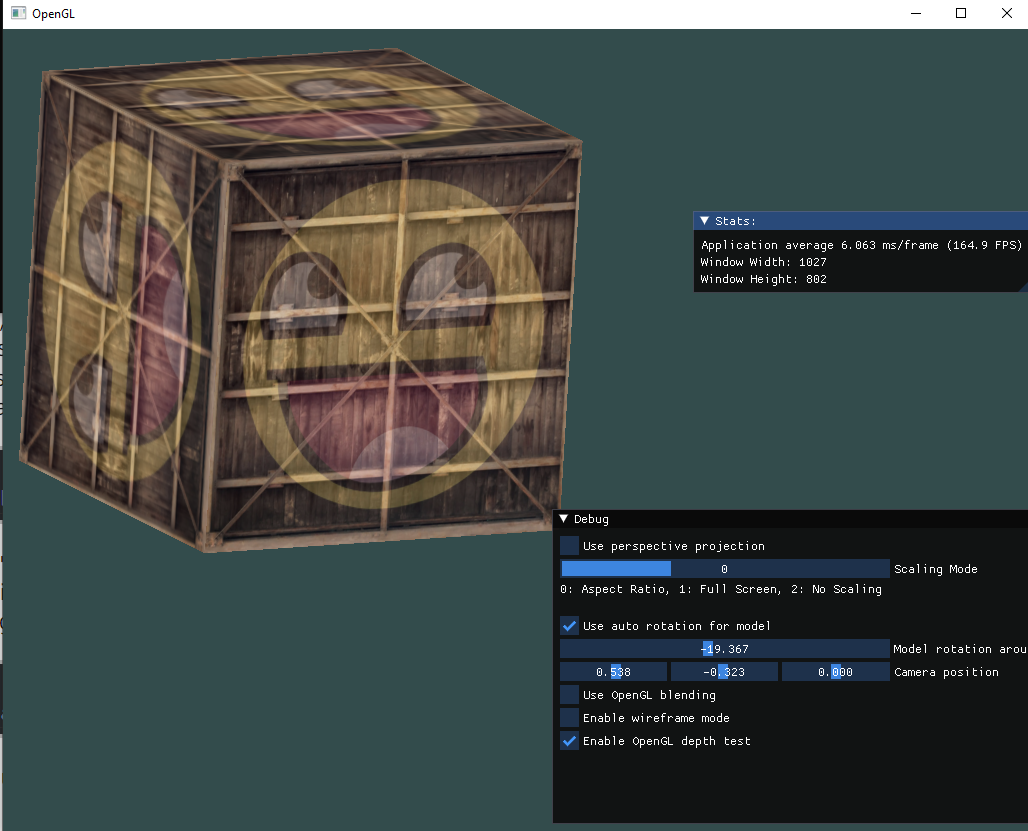 OpenGL
Stats:
Application average 6.063 ms/frame (164.9 FPS)
Window Width: 1027
Window Height: 802
Debug
Use perspective projection
0 Scaling Mode
0: Aspect Ratio, 1: Full Screen, 2: No Scaling
Use auto rotation for model
-19.367 Model rotation arou
0.538 -0.323 0.000 Camera position
Use OpenGL blending
Enable wireframe mode
Enable OpenGL depth test